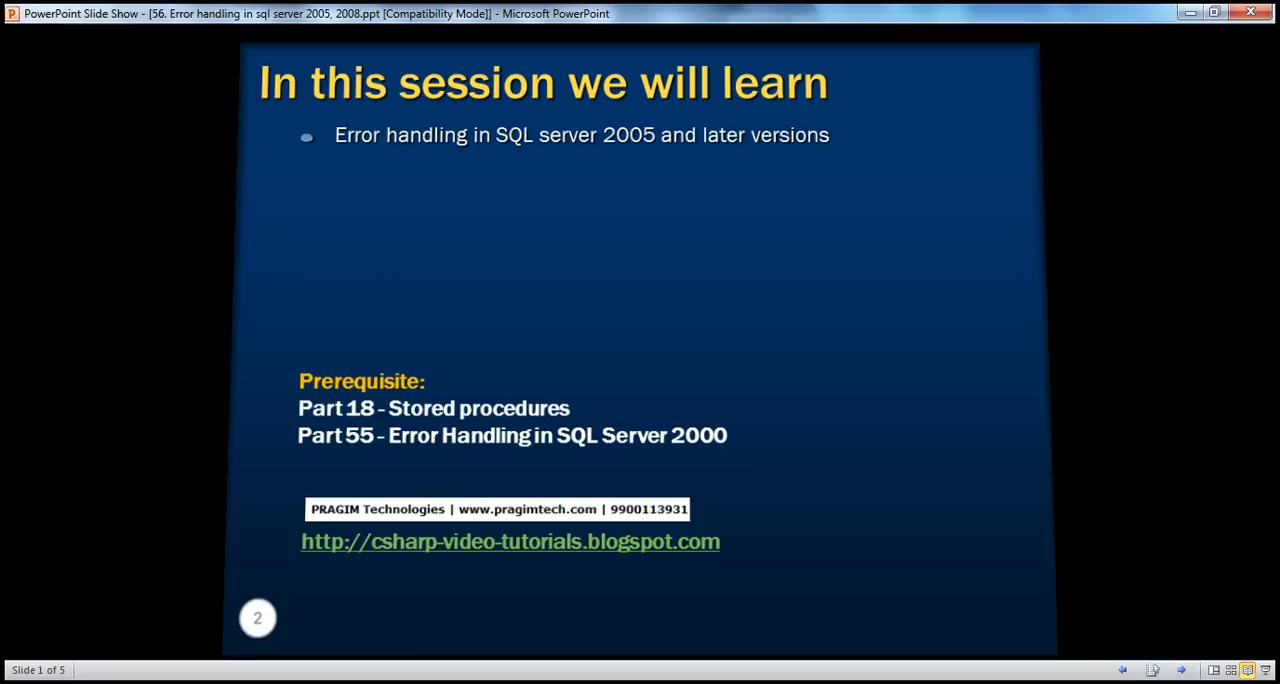 PowerPoint Slide Show - [56. Error handling in sql server 2005, 2008.ppt [Compatibility Mode]] - Microsoft PowerPoint
In this session we will learn
Error handling in SQL server 2005 and later versions
Prerequisite:
Part 18 - Stored procedures
Part 55 - Error Handling in SQL Server 2000
PRAGIM Technologies | www.pragimtech.com | 9900113931
http://csharp-video-tutorials.blogspot.com
2
Slide 1 of 5